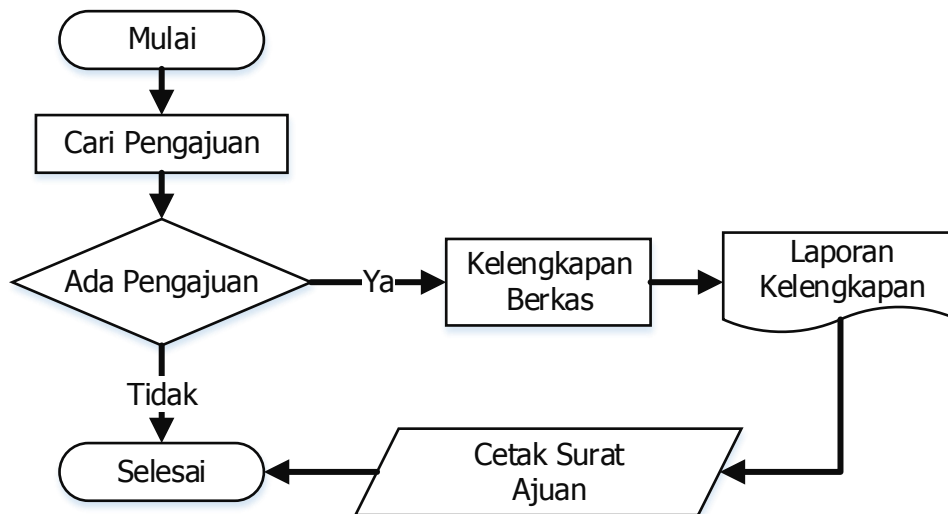 Mulai
Cari Pengajuan
Ada Pengajuan
Ya
Kelengkapan
Berkas
Laporan
Kelengkapan
Tidak
Selesai
Cetak Surat
Ajuan